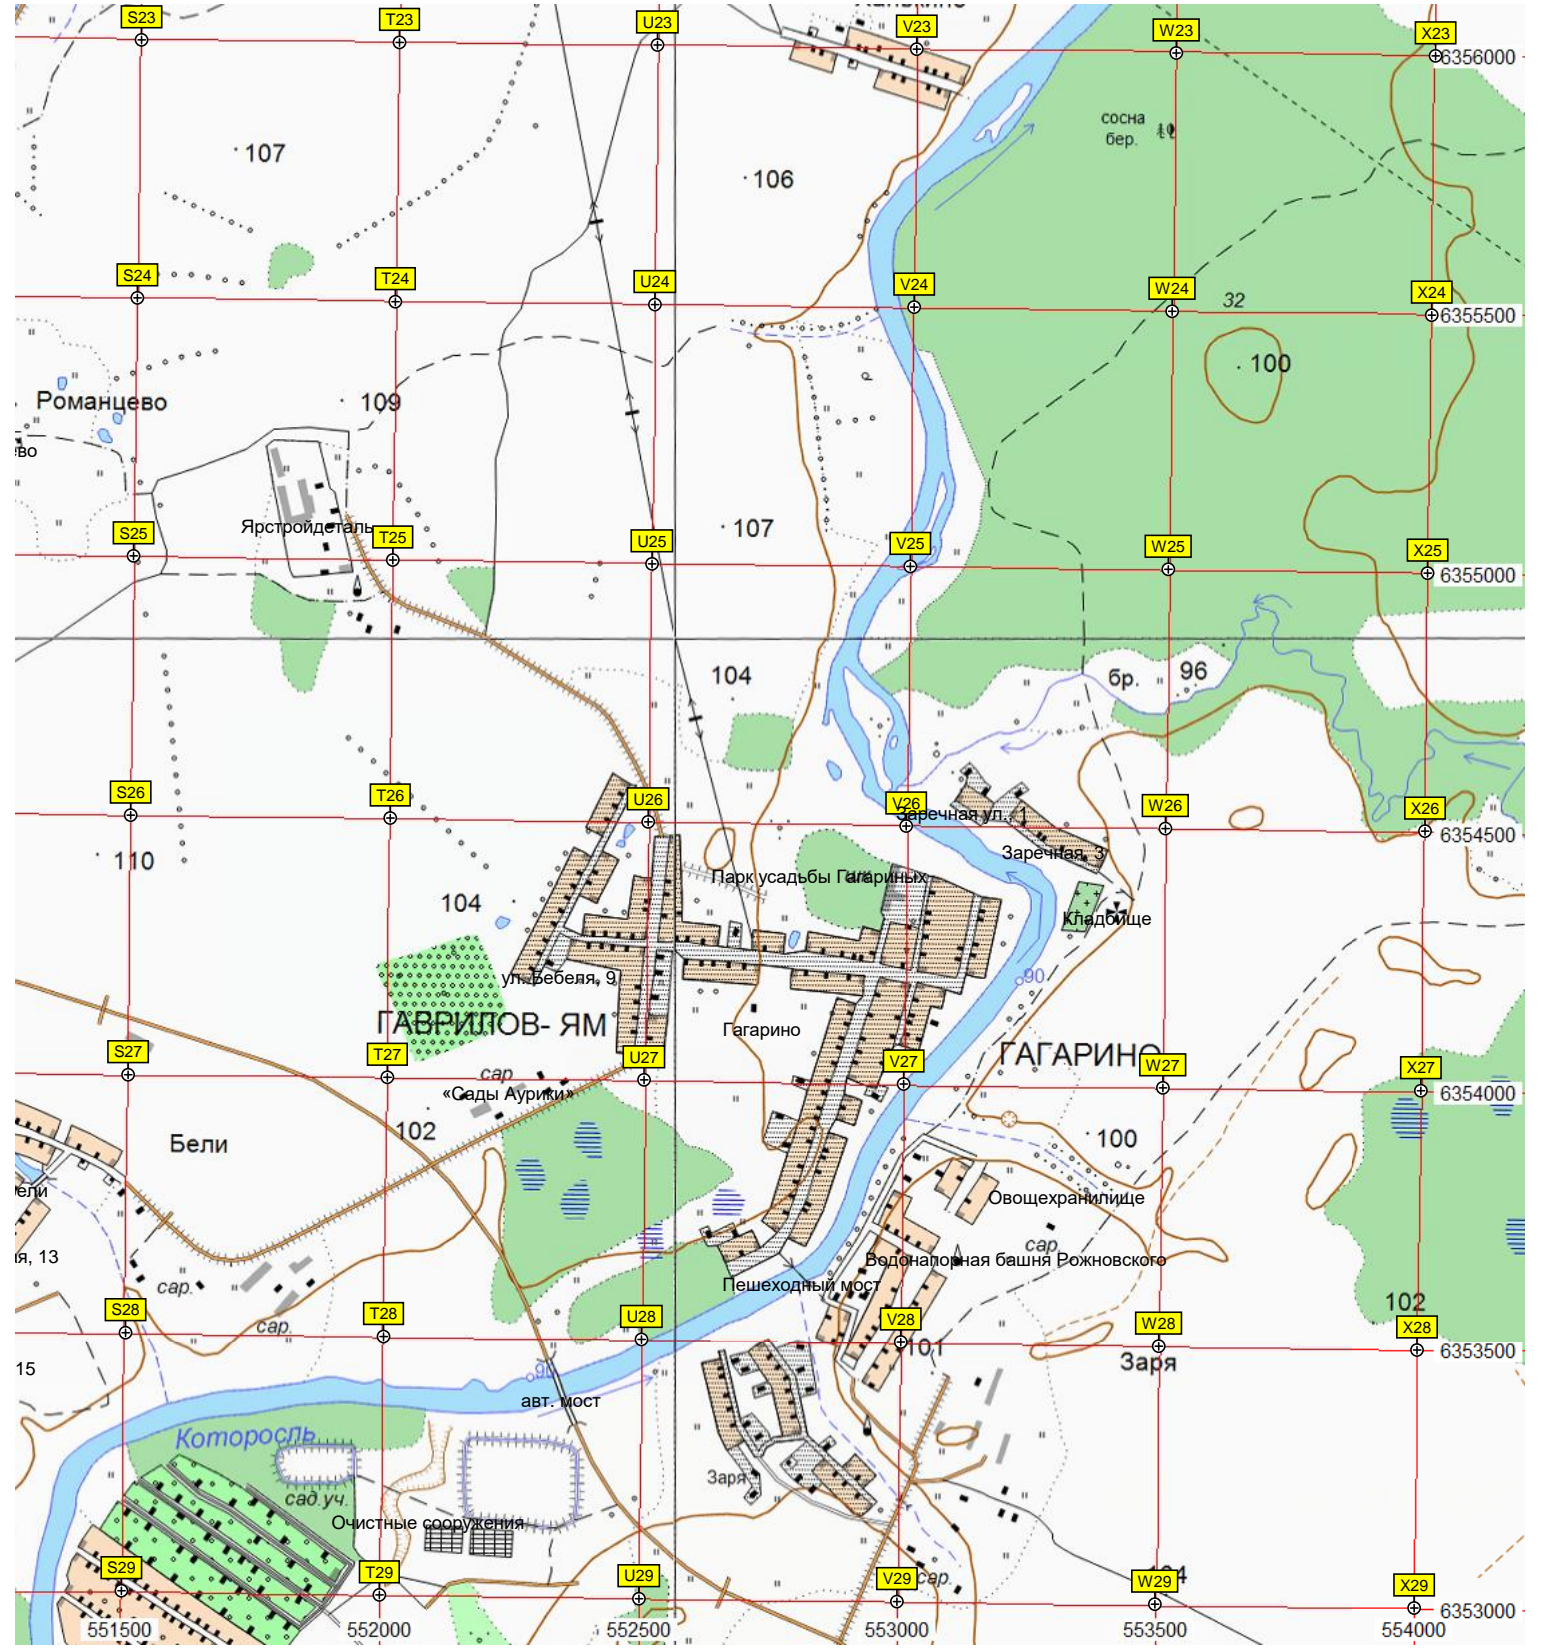 S23
T23
U23
V23
W23
X23
6356000
сосна
бер.
107
106
S24
T24
U24
V24
W24
X24
32
6355500
100
Романцево
109
ево
Ярстройдеталь
107
S25
T25
U25
V25
W25
X25
6355000
104
бр.
96
S26
T26
U26
V26
W26
X26
Заречная ул., 1
6354500
110
Заречная, 3
Парк усадьбы Гагариных
104
Кладбище
ул. Бебеля, 9
90
ГАВРИЛОВ- ЯМ
Гагарино
ГАГАРИНО
S27
T27
U27
V27
W27
X27
сар.
«Сады Аурики»
6354000
102
Бели
100
ели
Овощехранилище
сар.
я, 13
Водонапорная башня Рожновского
сар.
Пешеходный мост
102
S28
T28
U28
V28
W28
X28
сар.
101
6353500
15
90
Заря
авт. мост
Которосль
Заря
сад.уч.
Очистные сооружения
S29
T29
U29
V29
W29
X29
сар.
6353000
551500
552000
552500
553000
553500
554000